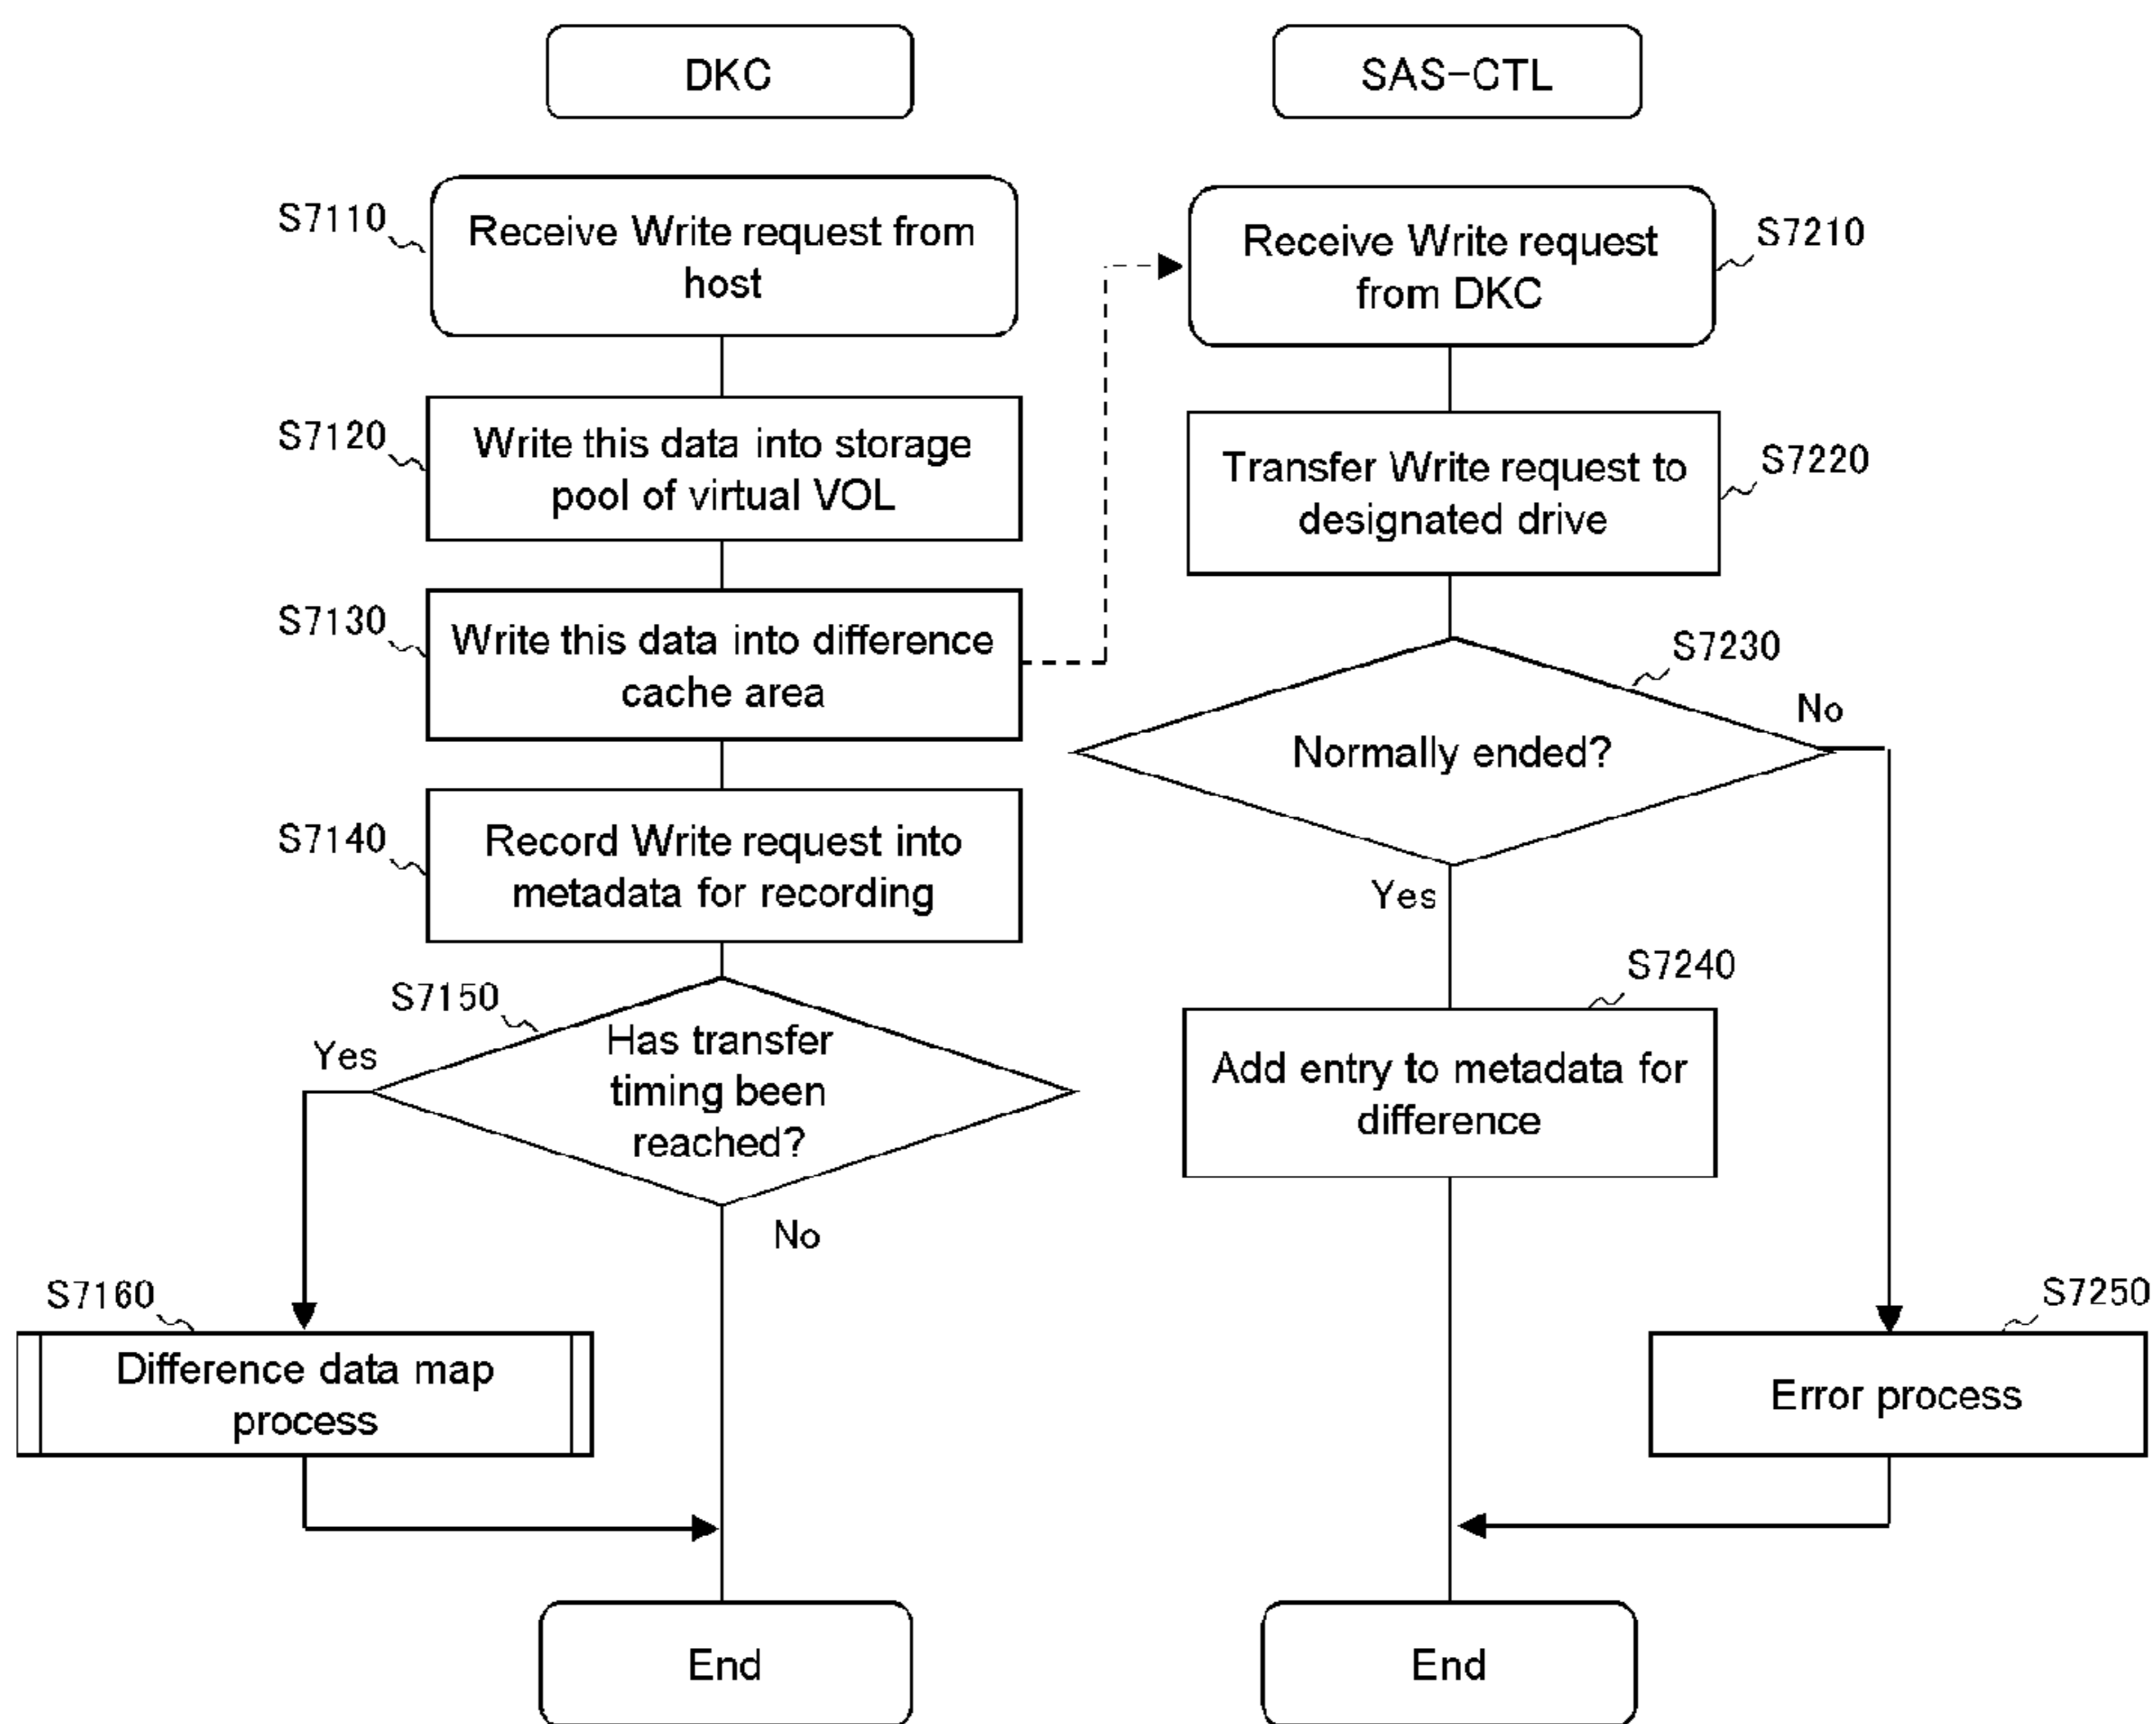 DKC
SAS-CTL
S7110
Receive Write request from
host
S7120
Write this data into storage
pool of virtual VOL
S7130
Write this data into difference
cache area
S7140
Record Write request into
metadata for recording
S7150
Has transfer
timing been
reached?
Yes
No
S7160
Difference data map
process
End
S7210
Receive Write request
from DKC
S7220
Transfer Write request to
designated drive
S7230
Normally ended?
No
Yes
S7240
Add entry to metadata for
difference
S7250
Error process
End